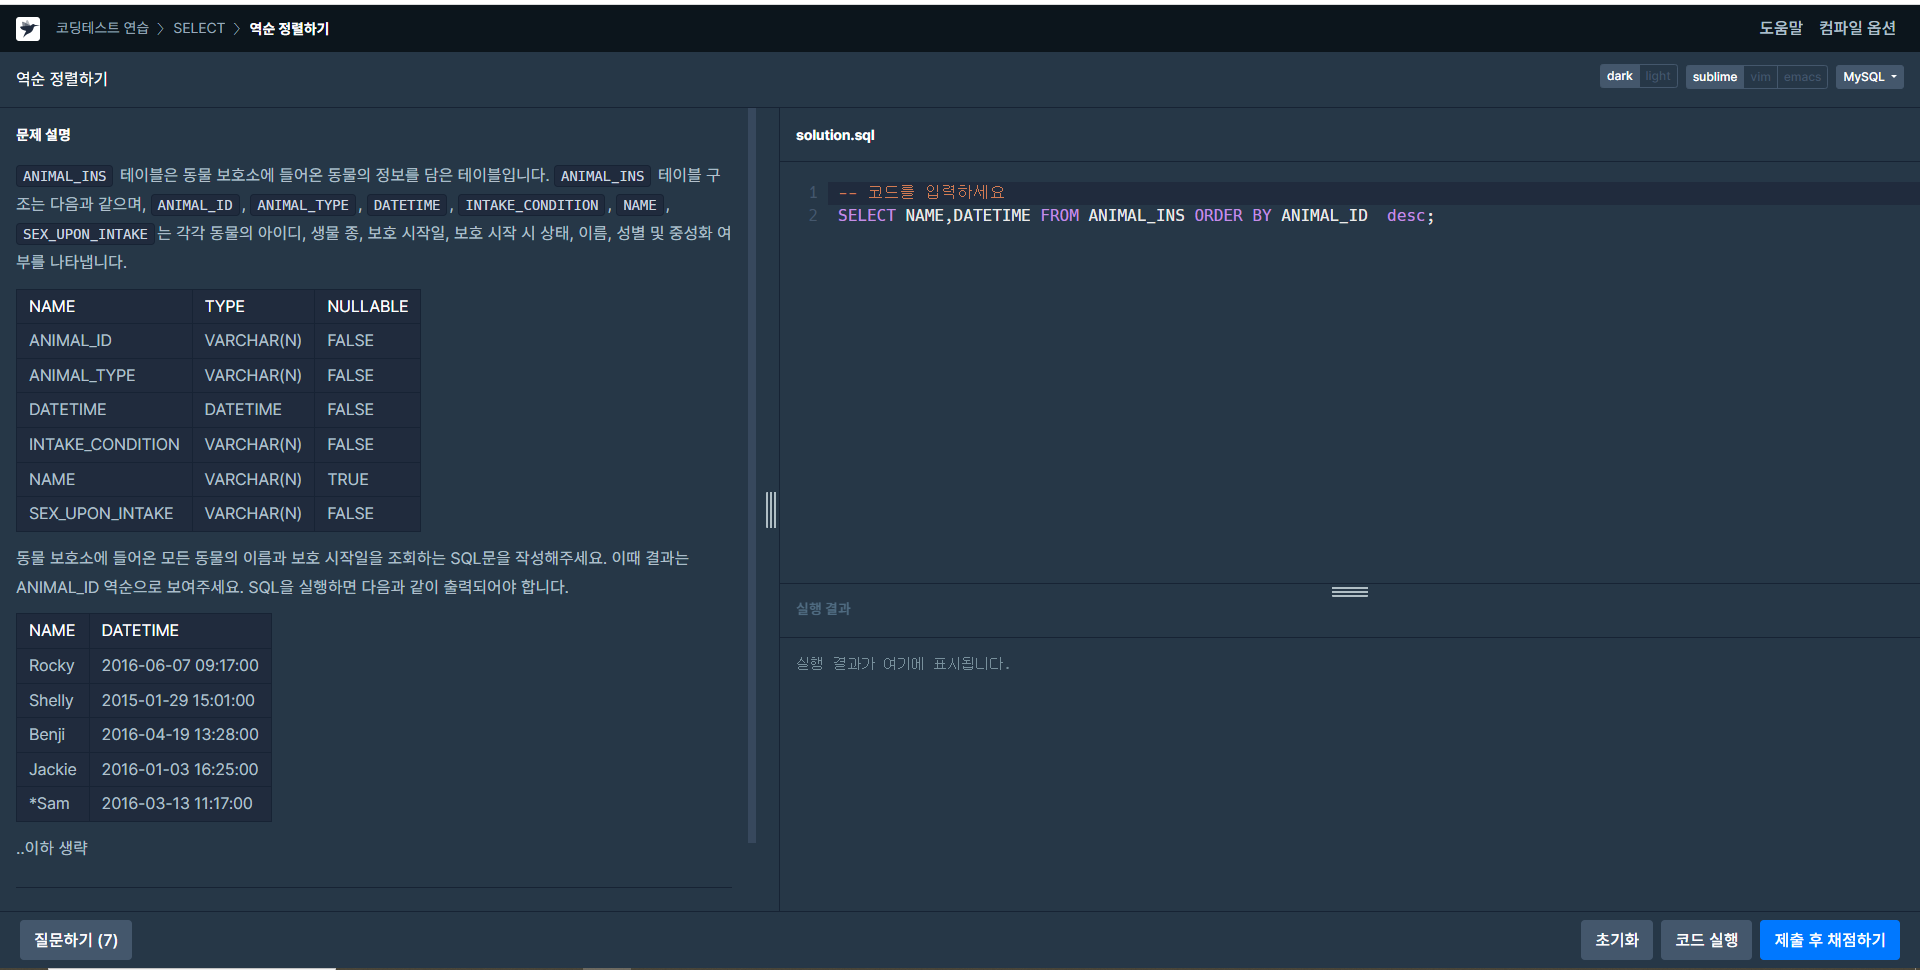 코딩테스트 연습 > SELECT > 역순 정렬하기
도움말 컴파일 옵션
역순 정렬하기
dark light sublime vim emacs MySQL
문제 설명
ANIMAL_INS 테이블은 동물 보호소에 들어온 동물의 정보를 담은 테이블입니다. ANIMAL_INS 테이블 구
조는 다음과 같으며, ANIMAL_ID, ANIMAL_TYPE, DATETIME, INTAKE_CONDITION, NAME,
SEX_UPON_INTAKE는 각각 동물의 아이디, 생물 종, 보호 시작일, 보호 시작 시 상태, 이름, 성별 및 중성화 여
부를 나타냅니다.
NAME TYPE NULLABLE
ANIMAL_ID VARCHAR(N) FALSE
ANIMAL_TYPE VARCHAR(N) FALSE
DATETIME DATETIME FALSE
INTAKE_CONDITION VARCHAR(N) FALSE
NAME VARCHAR(N) TRUE
SEX_UPON_INTAKE VARCHAR(N) FALSE
동물 보호소에 들어온 모든 동물의 이름과 보호 시작일을 조회하는 SQL문을 작성해주세요. 이때 결과는
ANIMAL_ID 역순으로 보여주세요. SQL을 실행하면 다음과 같이 출력되어야 합니다.
NAME DATETIME
Rocky 2016-06-07 09:17:00
Shelly 2015-01-29 15:01:00
Benji 2016-04-19 13:28:00
Jackie 2016-01-03 16:25:00
*Sam 2016-03-13 11:17:00
..이하 생략
solution.sql
1 -- 코드를 입력하세요
2 SELECT NAME,DATETIME FROM ANIMAL_INS ORDER BY ANIMAL_ID  desc;
실행 결과
실행 결과가 여기에 표시됩니다.
질문하기 (7)
초기화 코드 실행 제출 후 채점하기